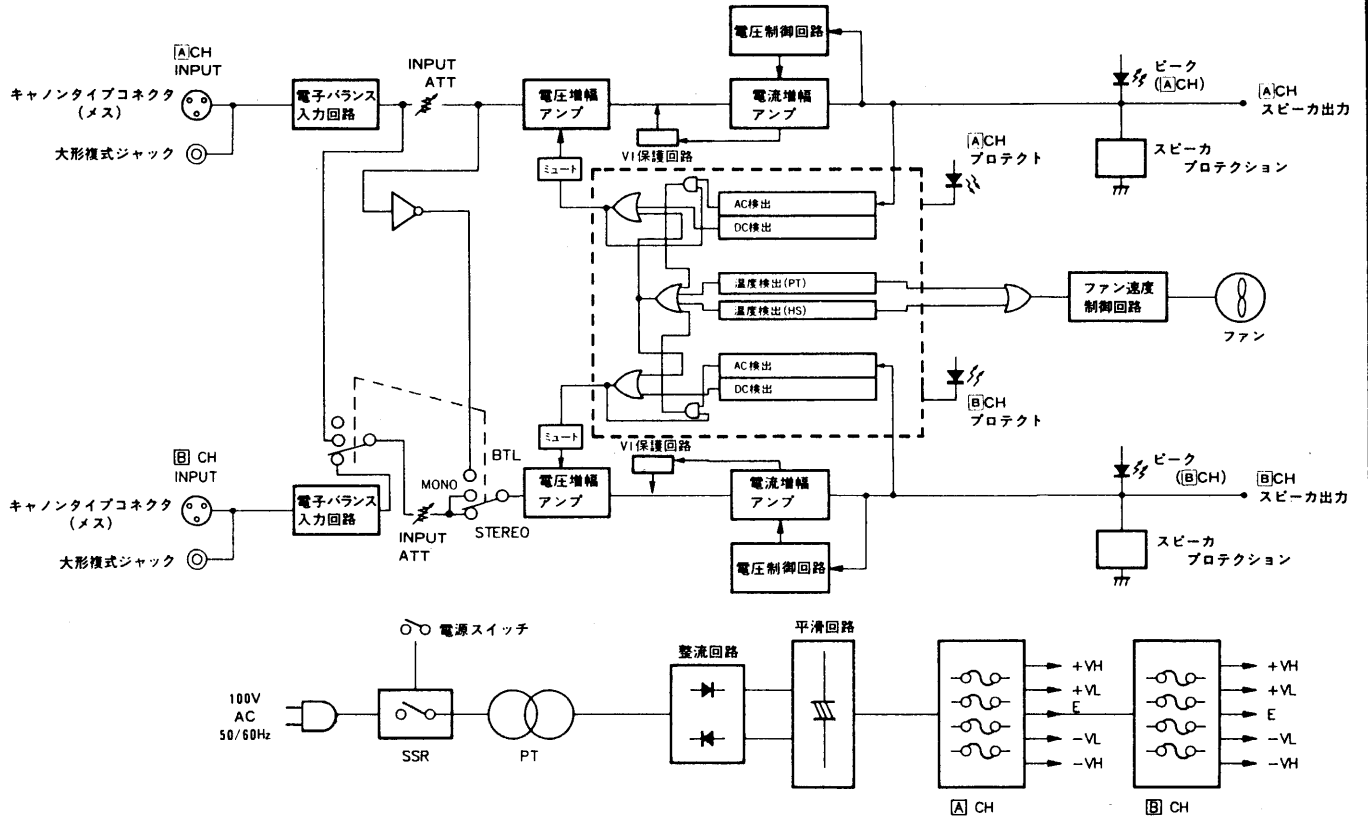 電圧制御回路
ⒶCH
INPUT
INPUT
ATT
ピーク
(ⒶCH)
キャノンタイプコネクタ
(メス)
電子バランス
入力回路
電圧増幅
アンプ
電流増幅
アンプ
ⒶCH
スピーカ出力
大形複式ジャック
VI保護回路
ⒶCH
プロテクト
スピーカ
プロテクション
ミュート
AC検出
DC検出
温度検出(PT)
温度検出(HS)
ファン速度
制御回路
ファン
AC検出
DC検出
ⒷCH
プロテクト
ミュート
VI保護回路
Ⓑ CH
INPUT
BTL
MONO
STEREO
ピーク
(ⒷCH)
キャノンタイプコネクタ
(メス)
電子バランス
入力回路
INPUT
ATT
電圧増幅
アンプ
電流増幅
アンプ
ⒷCH
スピーカ出力
大形複式ジャック
電圧制御回路
スピーカ
プロテクション
電源スイッチ
整流回路
平滑回路
100V
AC
50/60Hz
SSR
PT
+VH
+VL
E
-VL
-VH
Ⓐ CH
+VH
+VL
E
-VL
-VH
Ⓑ CH